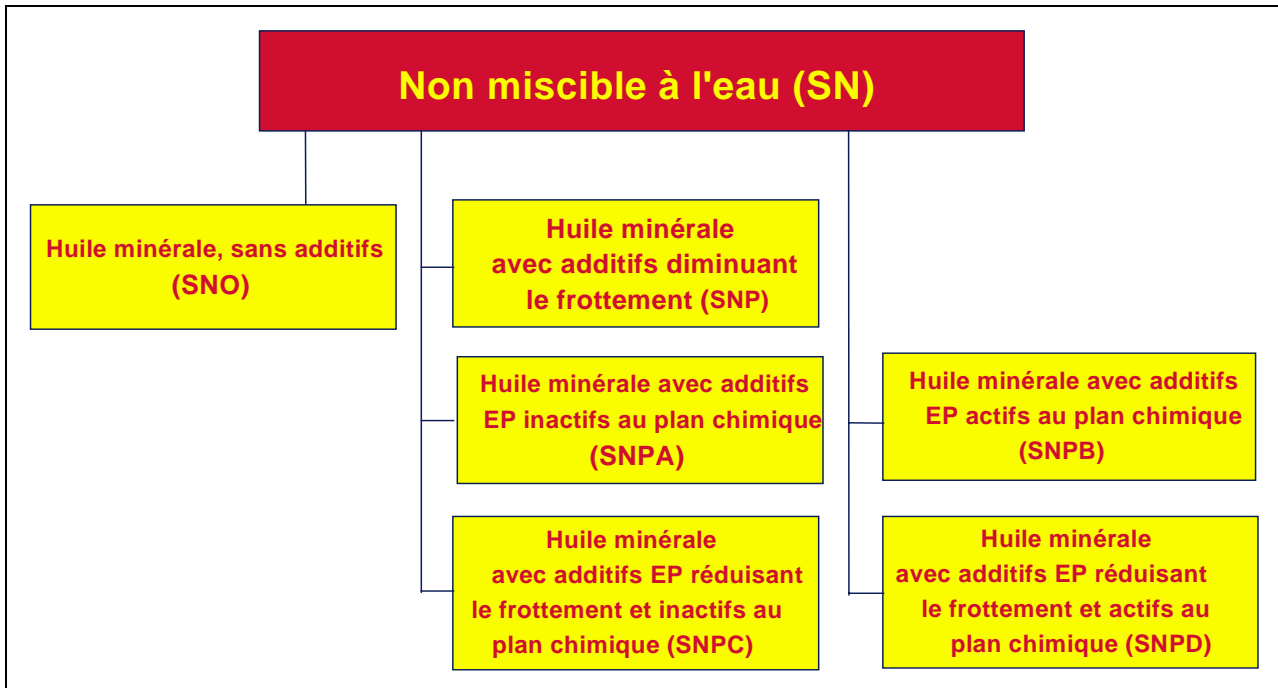 Non miscible à l'eau (SN)
Huile minérale, sans additifs
(SNO)
Huile minérale
avec additifs diminuant
le frottement (SNP)
Huile minérale avec additifs
EP inactifs au plan chimique
(SNPA)
Huile minérale avec additifs
EP actifs au plan chimique
(SNPB)
Huile minérale
avec additifs EP réduisant
le frottement et inactifs au
plan chimique (SNPC)
Huile minérale
avec additifs EP réduisant
le frottement et actifs au
plan chimique (SNPD)